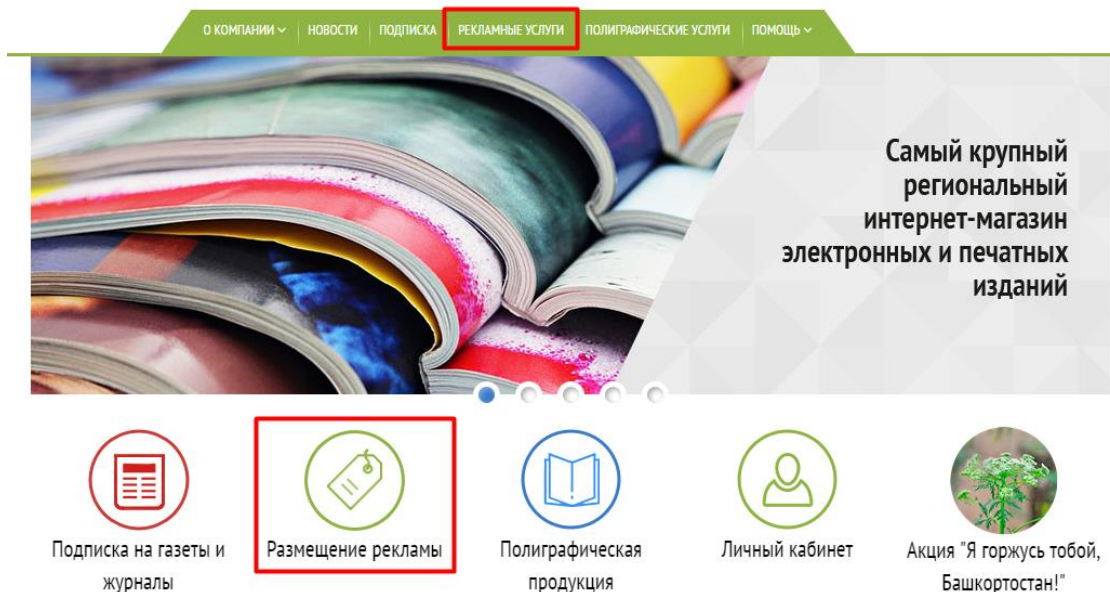 О КОМПАНИИ НОВОСТИ ПОДПИСКА РЕКЛАМНЫЕ УСЛУГИ ПОЛИГРАФИЧЕСКИЕ УСЛУГИ ПОМОЩЬ
Самый крупный
региональный
интернет-магазин
электронных и печатных
изданий
Подписка на газеты и
журналы
Размещение рекламы
Полиграфическая
продукция
Личный кабинет
Акция "Я горжусь тобой,
Башкортостан!"